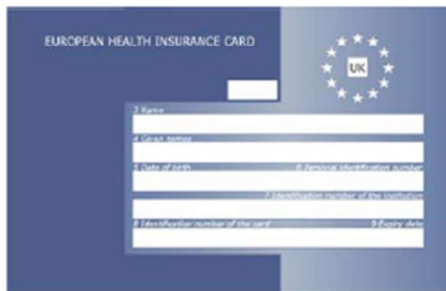 EUROPEAN HEALTH INSURANCE CARD
UK
3 Name
4 Given names
5 Date of birth 6 Personal identification number
7 Identification number of the institution
8 Identification number of the card 9 Expiry date